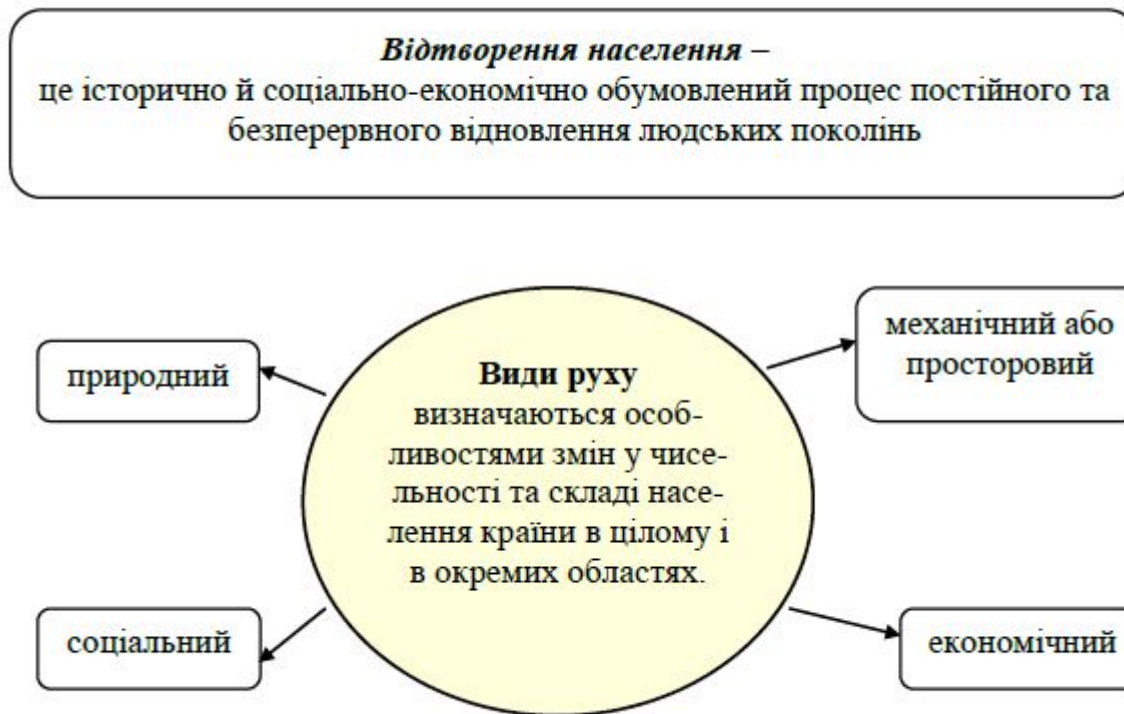 Відтворення населення –
це історично й соціально-економічно обумовлений процес постійного та
безперервного відновлення людських поколінь
механічний або
просторовий
природний
Види руху
визначаються особ-
ливостями змін у чисе-
льності та складі насе-
лення країни в цілому і
в окремих областях.
соціальний
економічний